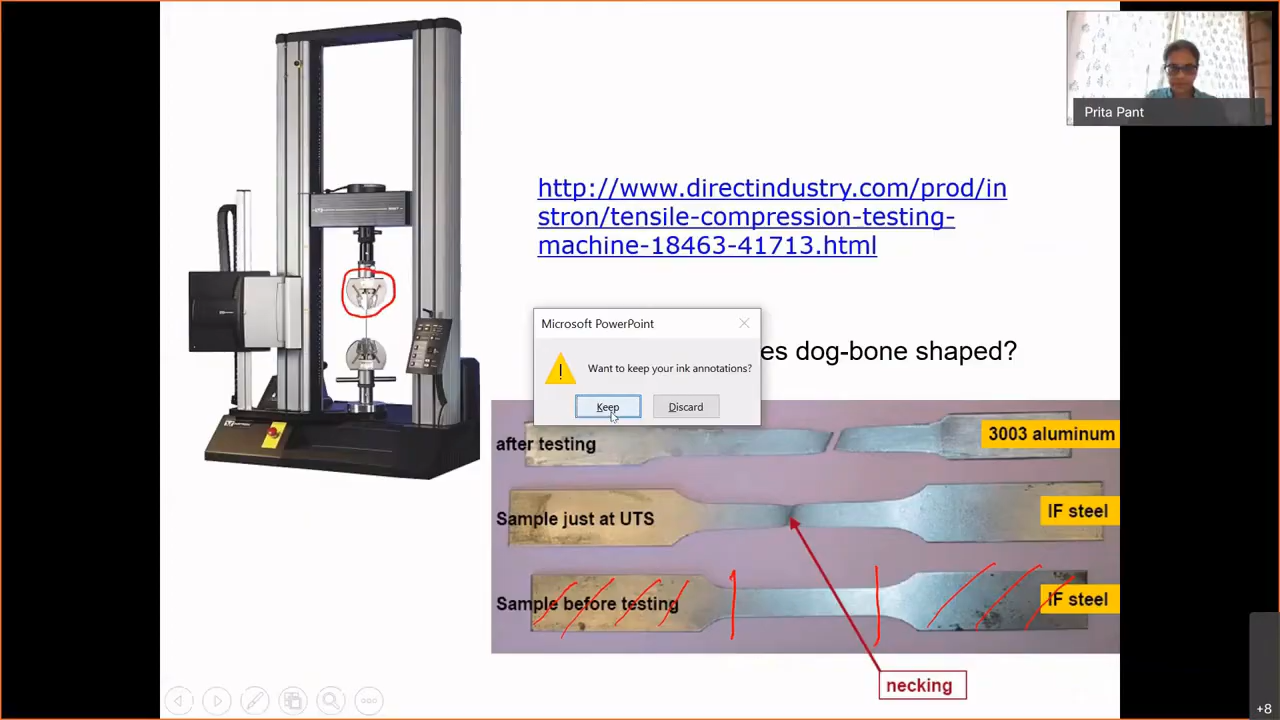 Prita Pant
http://www.directindustry.com/prod/in
stron/tensile-compression-testing-
machine-18463-41713.html
Microsoft PowerPoint
Want to keep your ink annotations?
Keep
Discard
es dog-bone shaped?
after testing
3003 aluminum
Sample just at UTS
IF steel
Sample before testing
IF steel
necking
+8